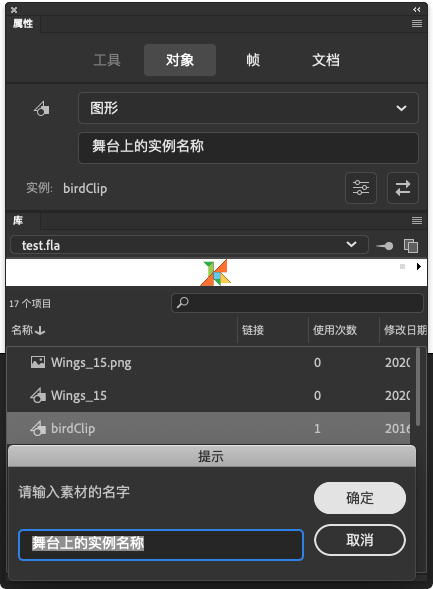 属性
工具 对象 帧 文档
图形
舞台上的实例名称
实例: birdClip
库
test.fla
17 个项目
名称 链接 使用次数 修改日期
Wings_15.png 0 2020
Wings_15 0 2020
birdClip 1 2016
提示
请输入素材的名字
确定
舞台上的实例名称
取消